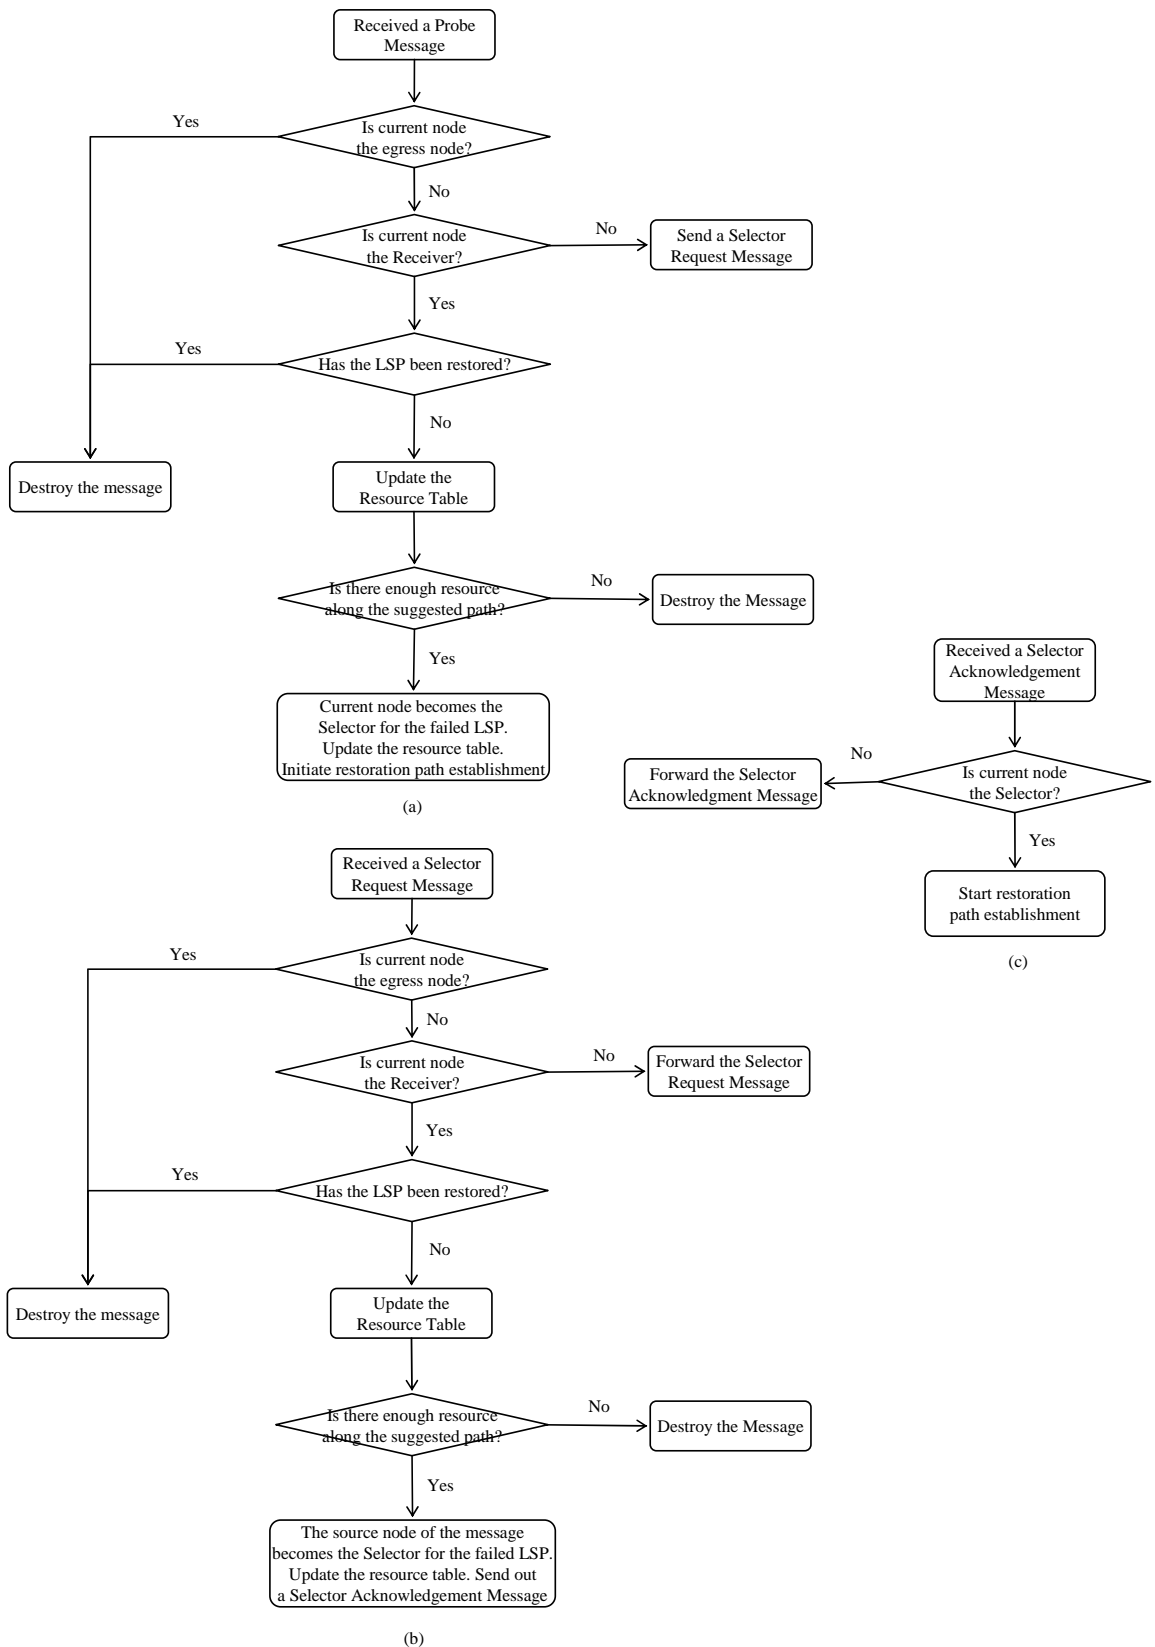 Received a Probe
Message
Yes
Is current node
the egress node?
No
Is current node
the Receiver?
No
Send a Selector
Request Message
Yes
Yes
Has the LSP been restored?
No
Destroy the message
Update the
Resource Table
Is there enough resource
along the suggested path?
No
Destroy the Message
Yes
Current node becomes the
Selector for the failed LSP.
Update the resource table.
Initiate restoration path establishment
(a)
Received a Selector
Acknowledgement
Message
No
Forward the Selector
Acknowledgment Message
Is current node
the Selector?
Yes
Start restoration
path establishment
(c)
Received a Selector
Request Message
Yes
Is current node
the egress node?
No
Is current node
the Receiver?
No
Forward the Selector
Request Message
Yes
Yes
Has the LSP been restored?
No
Destroy the message
Update the
Resource Table
Is there enough resource
along the suggested path?
No
Destroy the Message
Yes
The source node of the message
becomes the Selector for the failed LSP.
Update the resource table. Send out
a Selector Acknowledgement Message
(b)